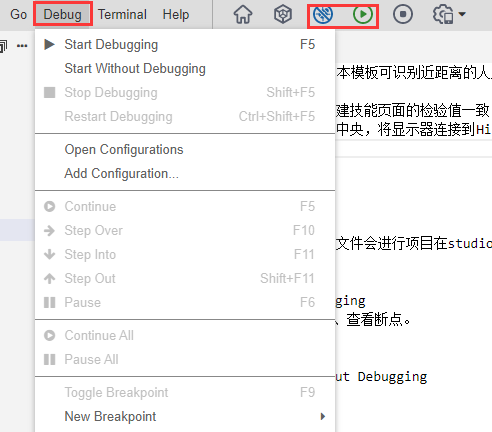 Go Debug Terminal Help
Start Debugging F5
Start Without Debugging
Stop Debugging Shift+F5
Restart Debugging Ctrl+Shift+F5
Open Configurations
Add Configuration...
Continue F5
Step Over F10
Step Into F11
Step Out Shift+F11
Pause F6
Continue All
Pause All
Toggle Breakpoint F9
New Breakpoint
本模板可识别近距离的人
建技能页面的检验值一致
中央，将显示器连接到Hi
文件会进行项目在studio
ging
、查看断点。
ut Debugging